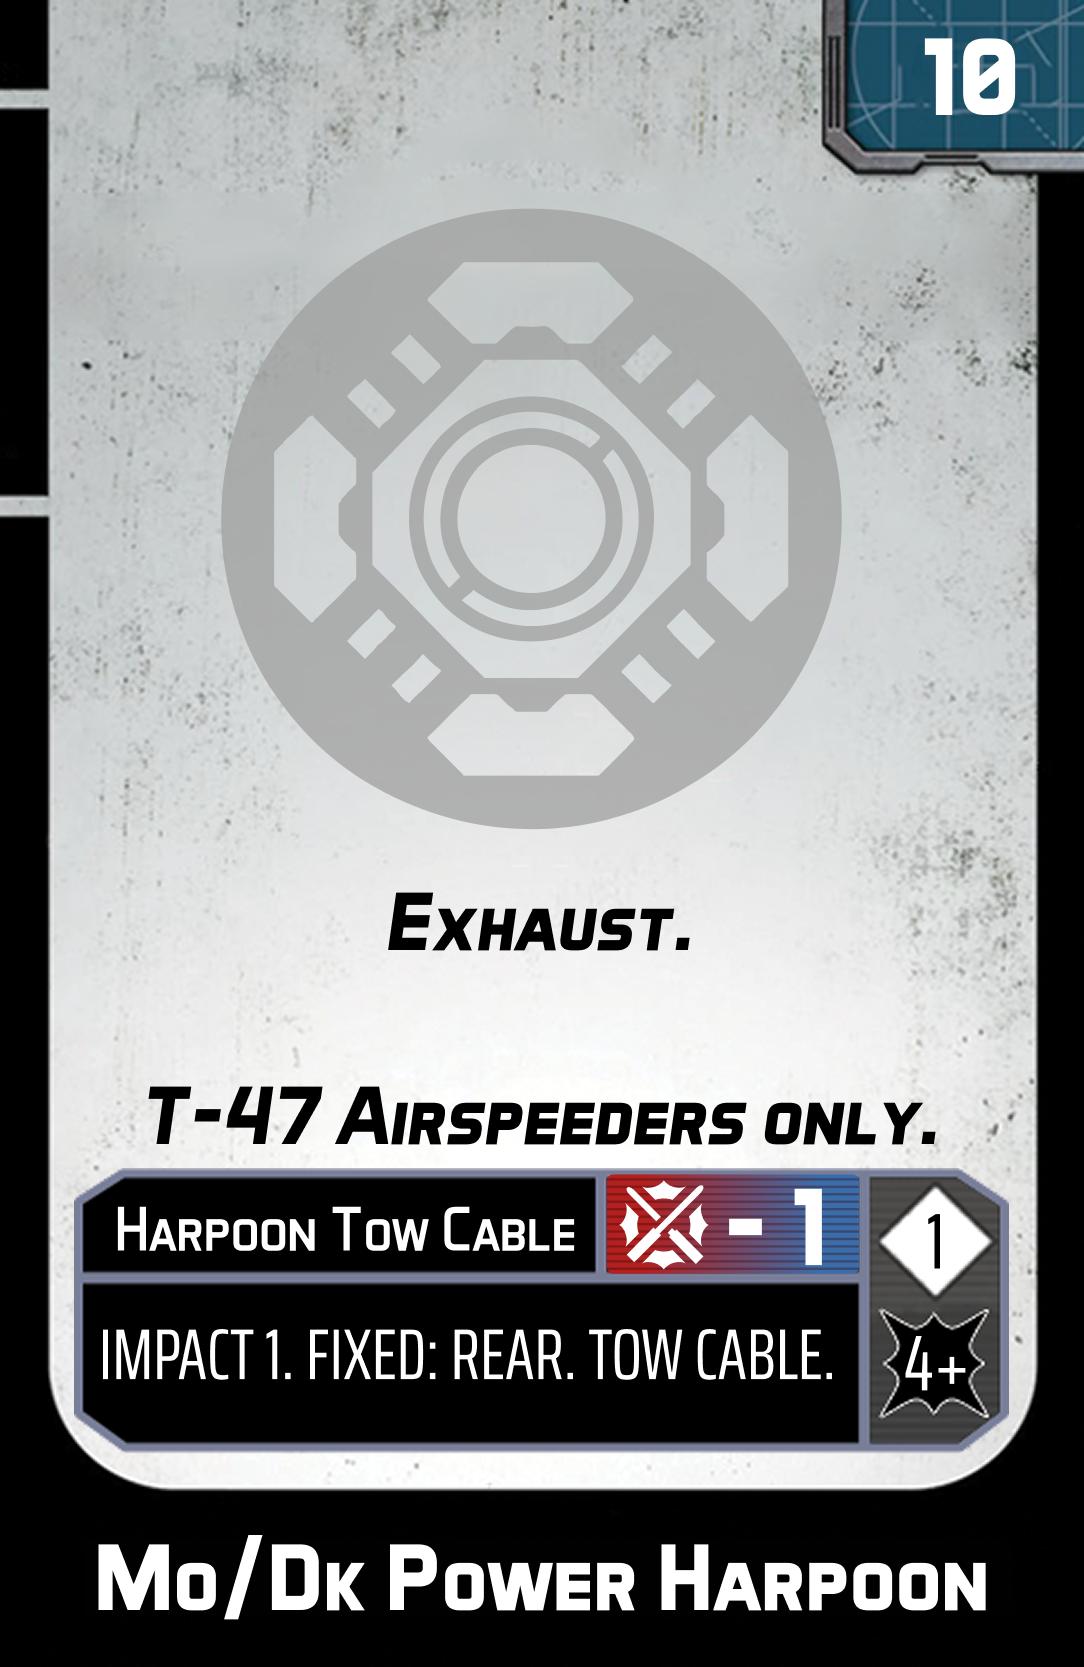 10
Exhaust.
T-47 Airspeeders only.
Harpoon Tow Cable
- 1
1
IMPACT 1. FIXED: REAR. TOW CABLE.
4+
Mo/Dk Power Harpoon